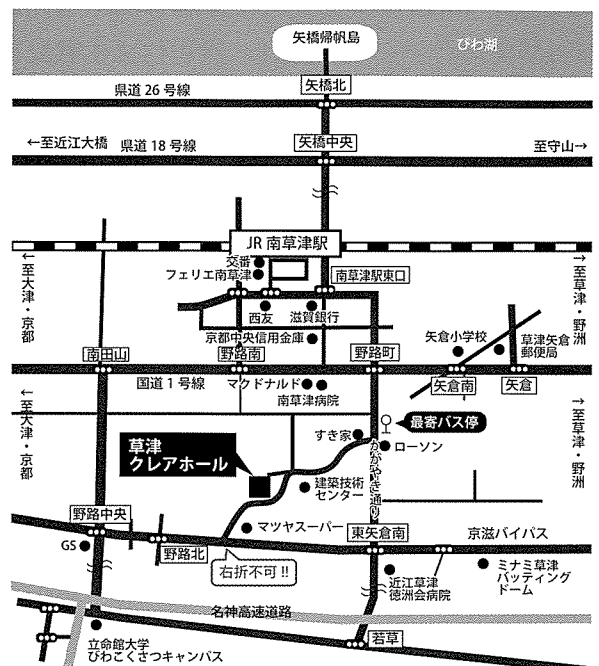 矢橋帰帆島
びわ湖
矢橋北
県道 26 号線
←至近江大橋
県道 18 号線
矢橋中央
至守山→
JR 南草津駅
交番
フェリエ南草津
南草津駅東口
←至大津・京都
至草津・野洲→
西友
滋賀銀行
京都中央信用金庫
矢倉小学校
草津矢倉
郵便局
南田山
野路南
野路町
国道 1 号線
マクドナルド
南草津病院
矢倉南
矢倉
←至大津・京都
至草津・野洲→
最寄バス停
すき家
ローソン
かがやき通り
草津
クレアホール
建築技術
センター
野路中央
マツヤスーパー
東矢倉南
京滋バイパス
GS
野路北
右折不可 !!
近江草津
徳洲会病院
ミナミ草津
バッティング
ドーム
名神高速道路
若草
立命館大学
びわこくさつキャンパス